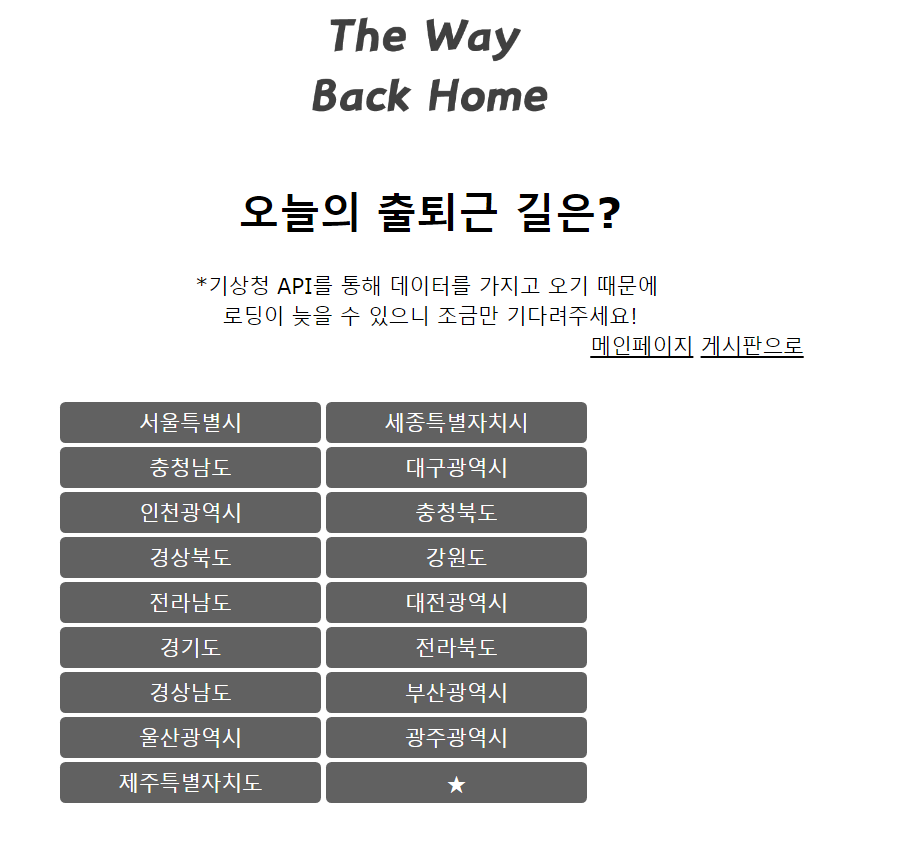 The Way
Back Home
오늘의 출퇴근 길은?
*기상청 API를 통해 데이터를 가지고 오기 때문에
로딩이 늦을 수 있으니 조금만 기다려주세요!
메인페이지 게시판으로
서울특별시 세종특별자치시
충청남도 대구광역시
인천광역시 충청북도
경상북도 강원도
전라남도 대전광역시
경기도 전라북도
경상남도 부산광역시
울산광역시 광주광역시
제주특별자치도 ★